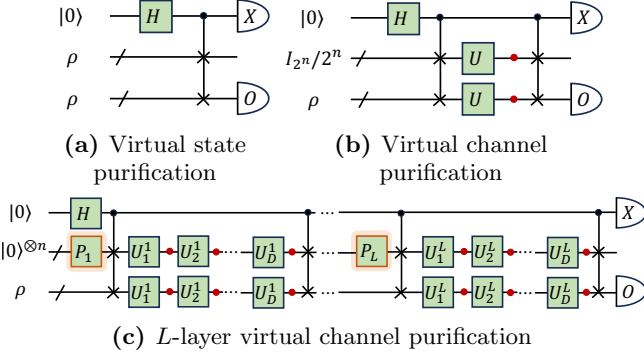 |0⟩ H X |0⟩ H X
ρ I_{2^n}/2^n U
ρ O ρ U O
(a) Virtual state purification
(b) Virtual channel purification
|0⟩ H ... X
|0⟩^{⊗n} P_1 U_1^1 U_2^1 ... U_D^1 ... P_L U_1^L U_2^L ... U_D^L
ρ U_1^1 U_2^1 ... U_D^1 ... U_1^L U_2^L ... U_D^L O
(c) L-layer virtual channel purification